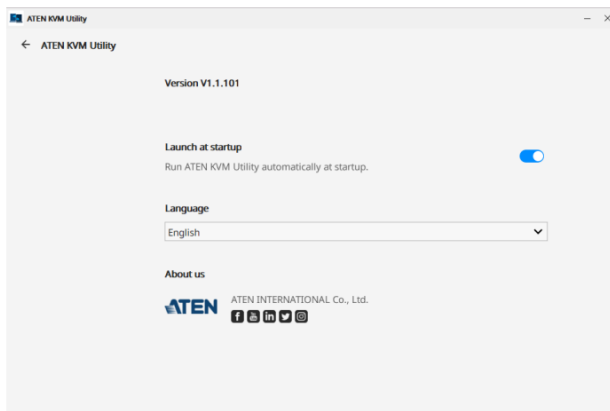 ATEN KVM Utility
ATEN KVM Utility
Version V1.1.101
Launch at startup
Run ATEN KVM Utility automatically at startup.
Language
English
About us
ATEN
ATEN INTERNATIONAL Co., Ltd.